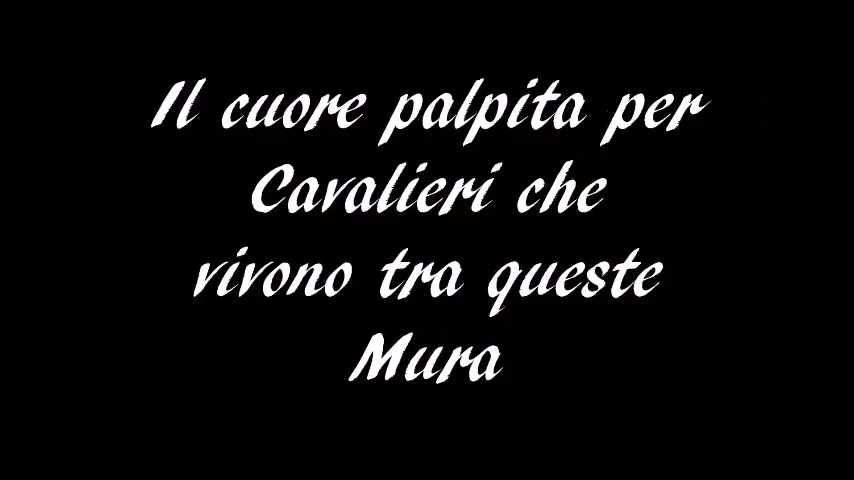 Il cuore palpita per
Cavalieri che
vivono tra queste
Mura